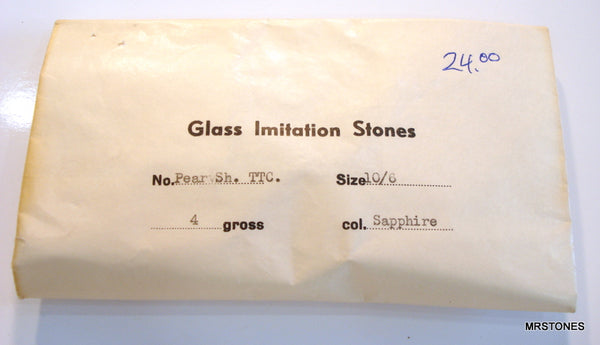 24.00
Glass Imitation Stones
No. Pear Sh. TTC. Size 10/6
4 gross col. Sapphire
MRSTONES